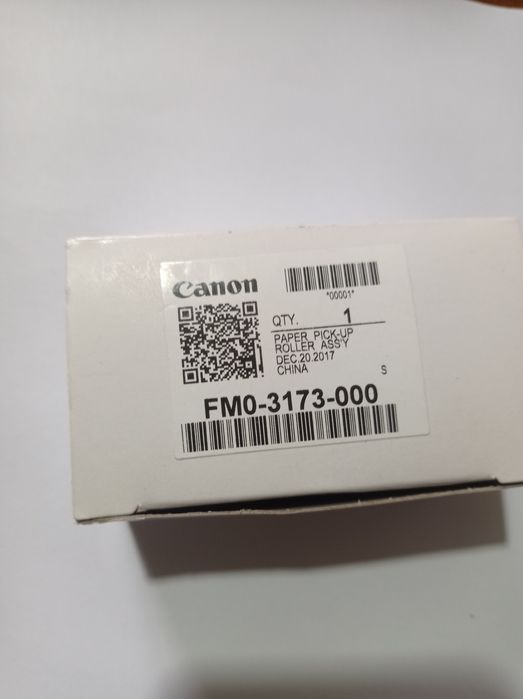 Canon
*00001*
QTY. 1
PAPER PICK-UP
ROLLER ASS'Y
DEC.20.2017
CHINA S
FM0-3173-000